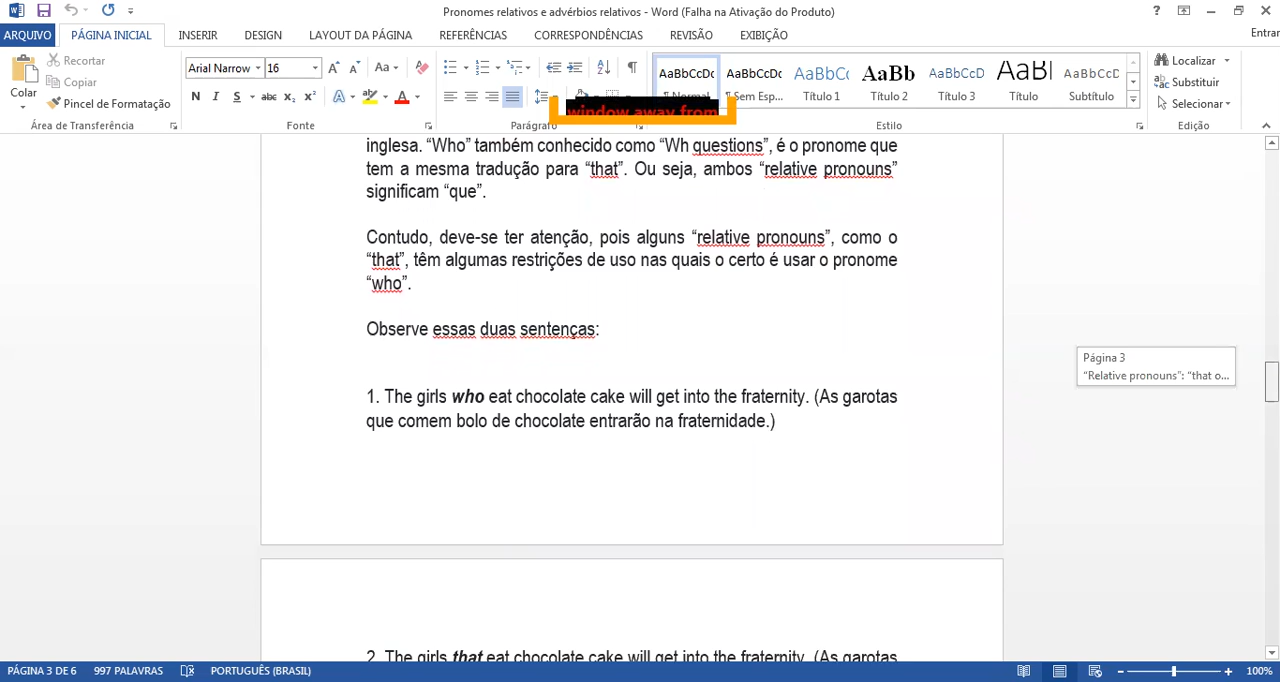 Pronomes relativos e advérbios relativos - Word (Falha na Ativação do Produto)
ARQUIVO PÁGINA INICIAL INSERIR DESIGN LAYOUT DA PÁGINA REFERÊNCIAS CORRESPONDÊNCIAS REVISÃO EXIBIÇÃO Entrar
Colar
Recortar
Copiar
Pincel de Formatação
Área de Transferência
Arial Narrow 16 Aa
N I S abc x₂ x² A A
Fonte
Parágrafo
window away from
AaBbCcDc AaBbCcDc AaBbCc AaBb AaBbCcD AaBl AaBbCcD
¶ Normal ¶ Sem Esp... Título 1 Título 2 Título 3 Título Subtítulo
Estilo
Localizar
Substituir
Selecionar
Edição
inglesa. “Who” também conhecido como “Wh questions”, é o pronome que
tem a mesma tradução para “that”. Ou seja, ambos “relative pronouns”
significam “que”.
Contudo, deve-se ter atenção, pois alguns “relative pronouns”, como o
“that”, têm algumas restrições de uso nas quais o certo é usar o pronome
“who”.
Observe essas duas sentenças:
Página 3
“Relative pronouns”: “that o...
1. The girls who eat chocolate cake will get into the fraternity. (As garotas
que comem bolo de chocolate entrarão na fraternidade.)
2. The girls that eat chocolate cake will get into the fraternity. (As garotas
PÁGINA 3 DE 6 997 PALAVRAS PORTUGUÊS (BRASIL) 100%